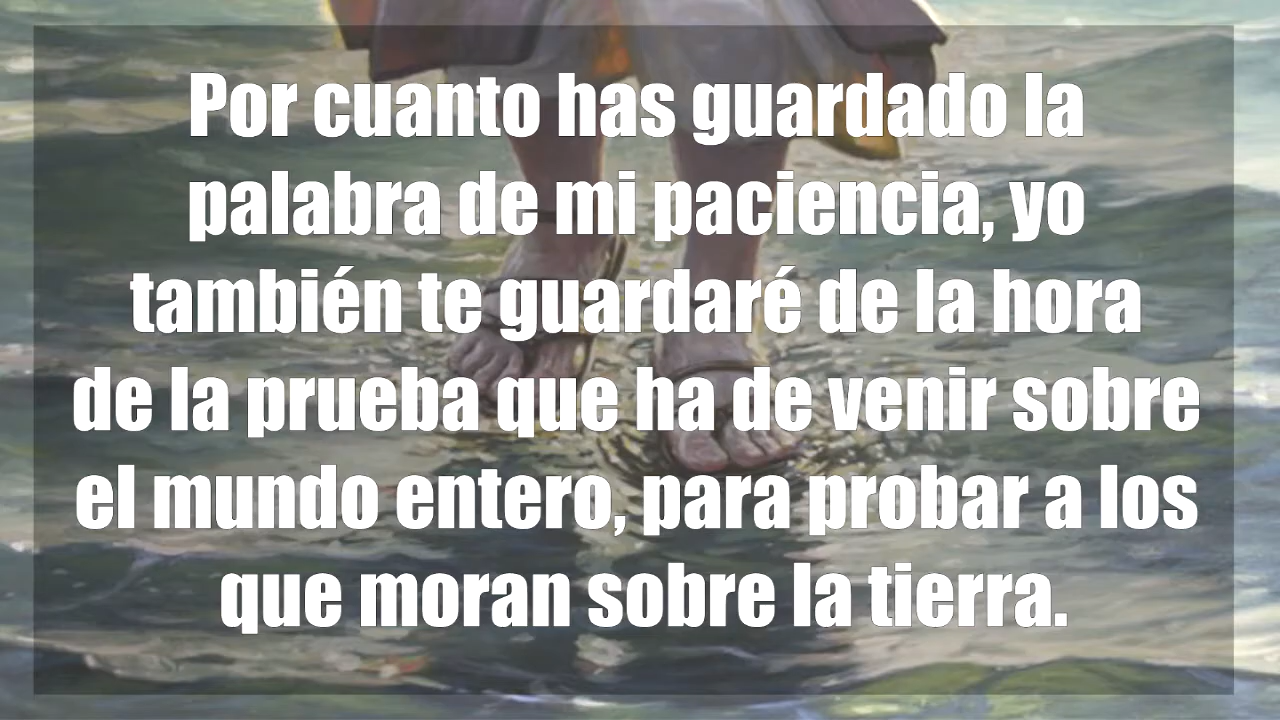 Por cuanto has guardado la
palabra de mi paciencia, yo
también te guardaré de la hora
de la prueba que ha de venir sobre
el mundo entero, para probar a los
que moran sobre la tierra.